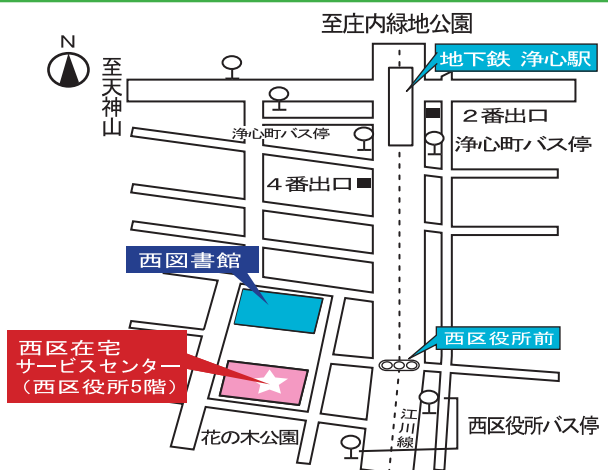 至庄内緑地公園
N
至天神山
地下鉄 浄心駅
2番出口
浄心町バス停
浄心町バス停
4番出口
西図書館
西区役所前
西区在宅
サービスセンター
（西区役所5階）
江川線
西区役所バス停
花の木公園